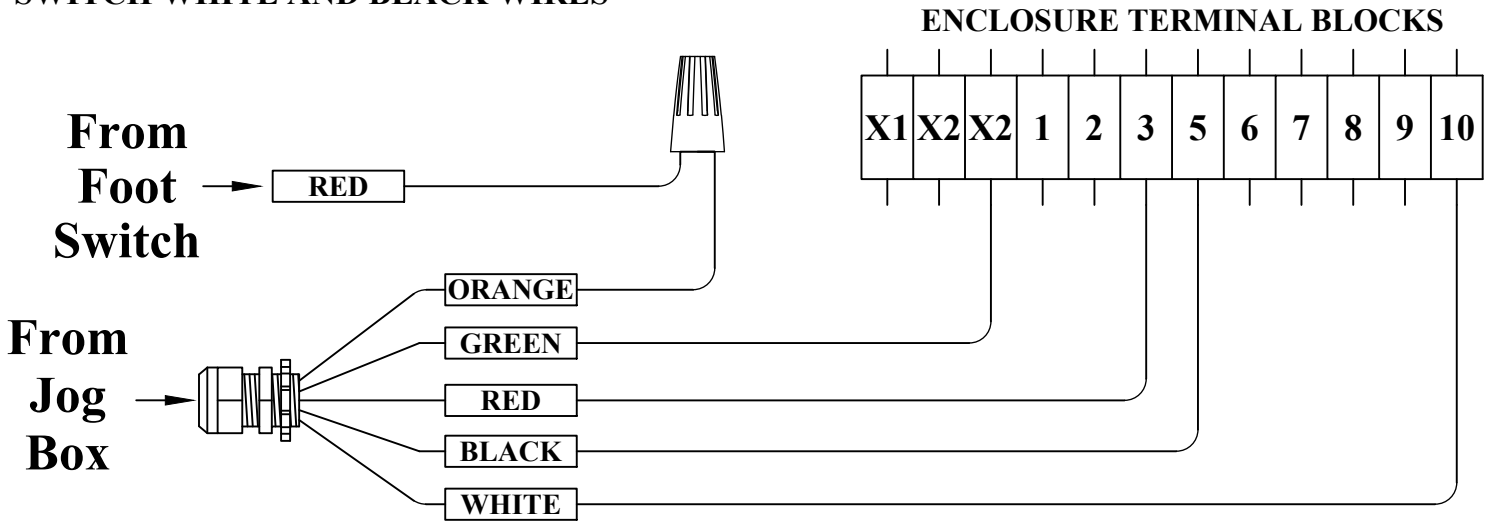 SWITCH WHITE AND BLACK WIRES
ENCLOSURE TERMINAL BLOCKS
X1 X2 X2 1 2 3 5 6 7 8 9 10
From
Foot
Switch
RED
ORANGE
GREEN
RED
BLACK
WHITE
From
Jog
Box